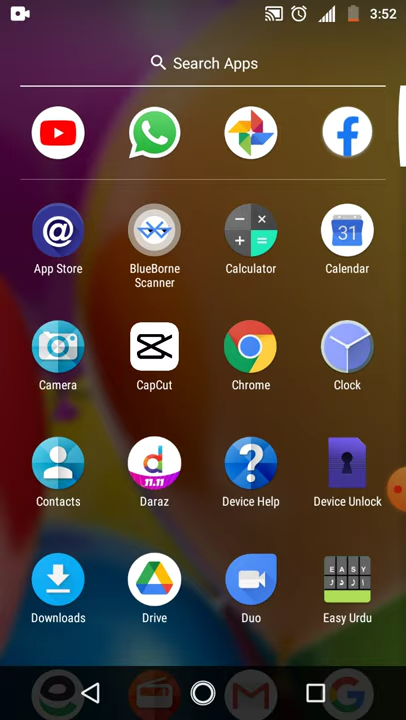 3:52
Search Apps
@
App Store
BlueBorne
Scanner
Calculator
31
Calendar
Camera
CapCut
Chrome
Clock
d
11.11
Contacts
Daraz
?
Device Help
Device Unlock
EASY
Downloads
Drive
Duo
Easy Urdu